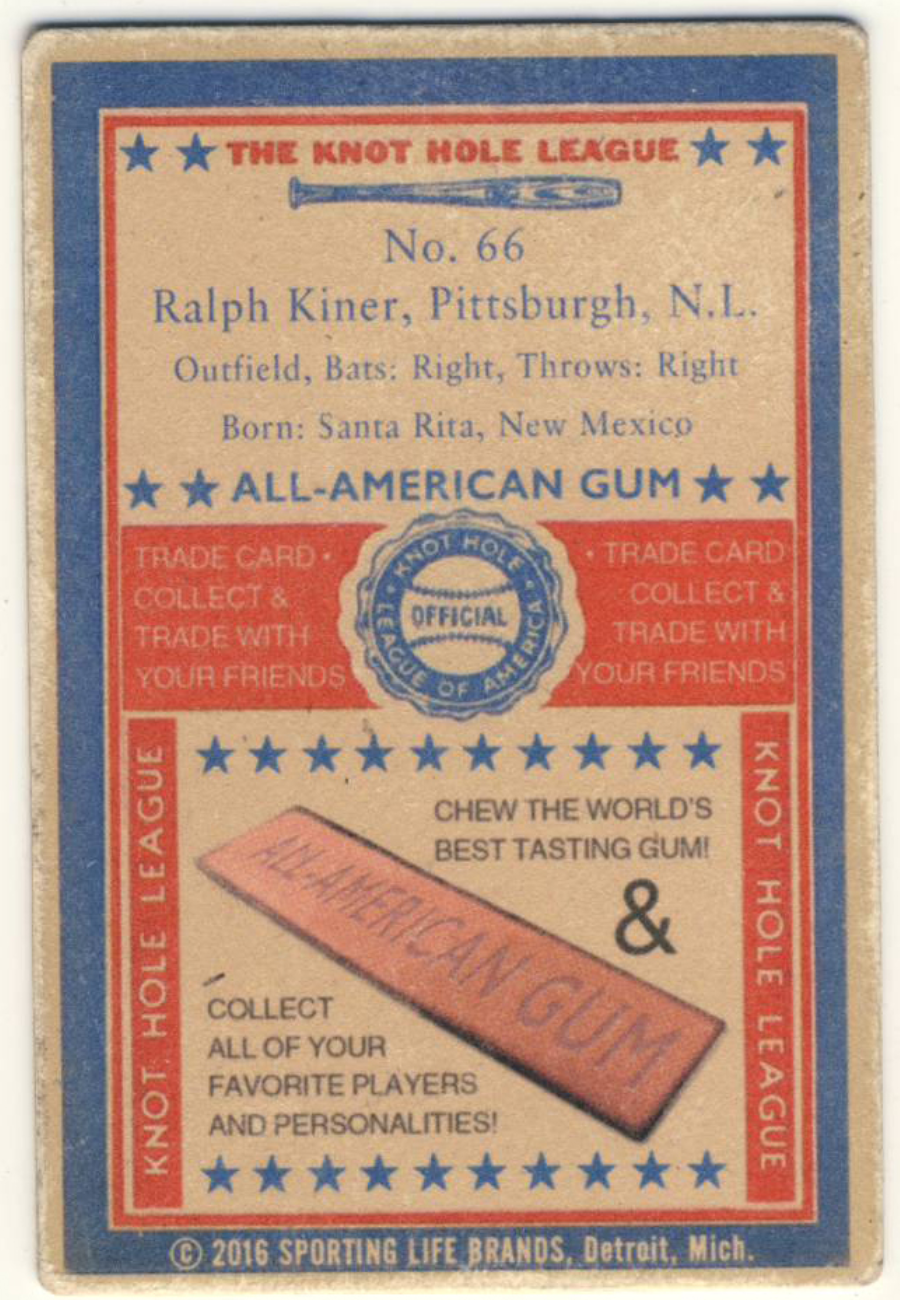 THE KNOT HOLE LEAGUE
No. 66
Ralph Kiner, Pittsburgh, N.L.
Outfield, Bats: Right, Throws: Right
Born: Santa Rita, New Mexico
ALL-AMERICAN GUM
TRADE CARD •
COLLECT &
TRADE WITH
YOUR FRIENDS
KNOT HOLE
OFFICIAL
LEAGUE OF AMERICA
• TRADE CARD
COLLECT &
TRADE WITH
YOUR FRIENDS
KNOT HOLE LEAGUE
CHEW THE WORLD'S
BEST TASTING GUM!
&
ALL-AMERICAN GUM
COLLECT
ALL OF YOUR
FAVORITE PLAYERS
AND PERSONALITIES!
KNOT HOLE LEAGUE
© 2016 SPORTING LIFE BRANDS, Detroit, Mich.